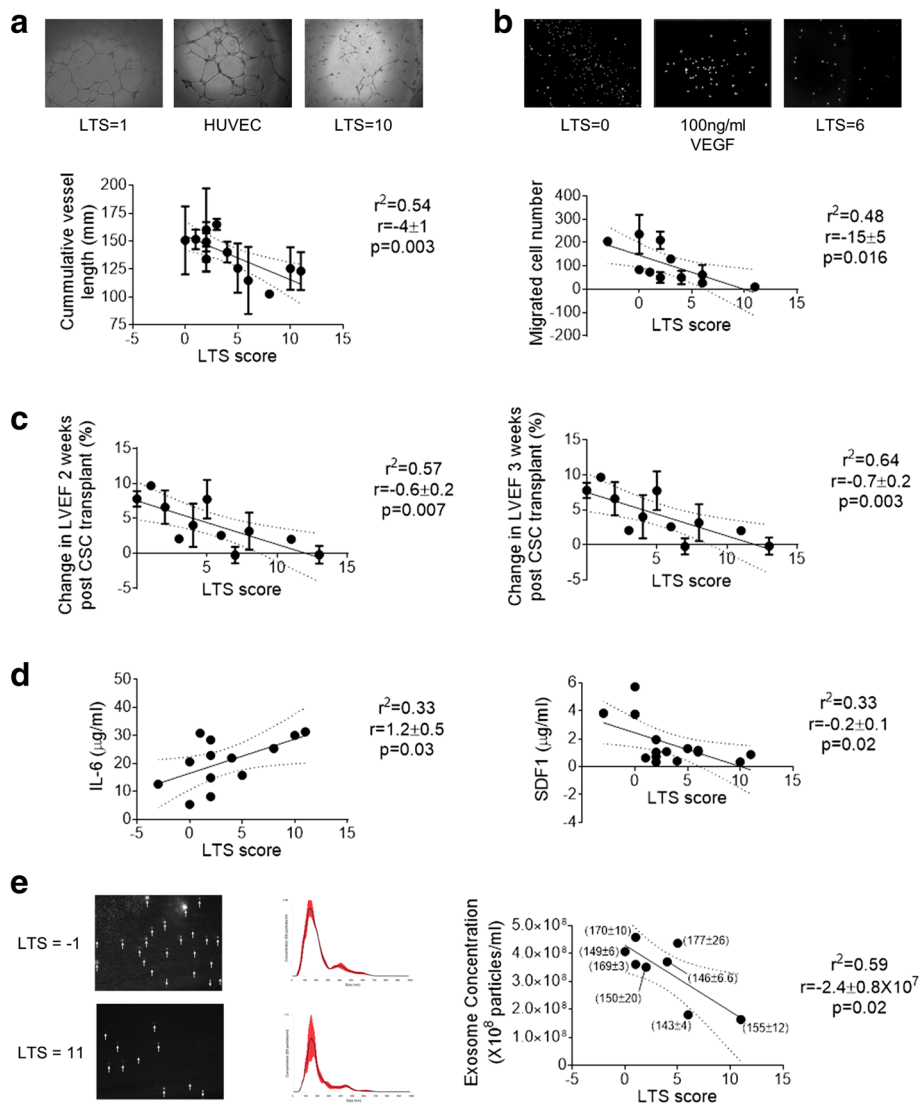 a
LTS=1
HUVEC
LTS=10
Cummulative vessel
length (mm)
200
175
150
125
100
75
-5
0
5
10
15
LTS score
r²=0.54
r=-4±1
p=0.003
b
LTS=0
100ng/ml
VEGF
LTS=6
Migrated cell number
400
300
200
100
0
-100
-200
0
5
10
15
LTS score
r²=0.48
r=-15±5
p=0.016
c
Change in LVEF 2 weeks
post CSC transplant (%)
15
10
5
0
-5
5
10
15
LTS score
r²=0.57
r=-0.6±0.2
p=0.007
Change in LVEF 3 weeks
post CSC transplant (%)
15
10
5
0
-5
5
10
15
LTS score
r²=0.64
r=-0.7±0.2
p=0.003
d
IL-6 (µg/ml)
50
40
30
20
10
0
-5
0
5
10
15
LTS score
r²=0.33
r=1.2±0.5
p=0.03
SDF1 (µg/ml)
6
4
2
0
-2
-4
0
5
10
15
LTS score
r²=0.33
r=-0.2±0.1
p=0.02
e
LTS = -1
LTS = 11
Exosome Concentration
(X10⁸ particles/ml)
5.0×10⁸
4.0×10⁸
3.0×10⁸
2.0×10⁸
1.0×10⁸
0.0
-5
0
5
10
15
LTS score
(170±10)
(149±6)
(169±3)
(150±20)
(177±26)
(146±6.6)
(143±4)
(155±12)
r²=0.59
r=-2.4±0.8X10⁷
p=0.02